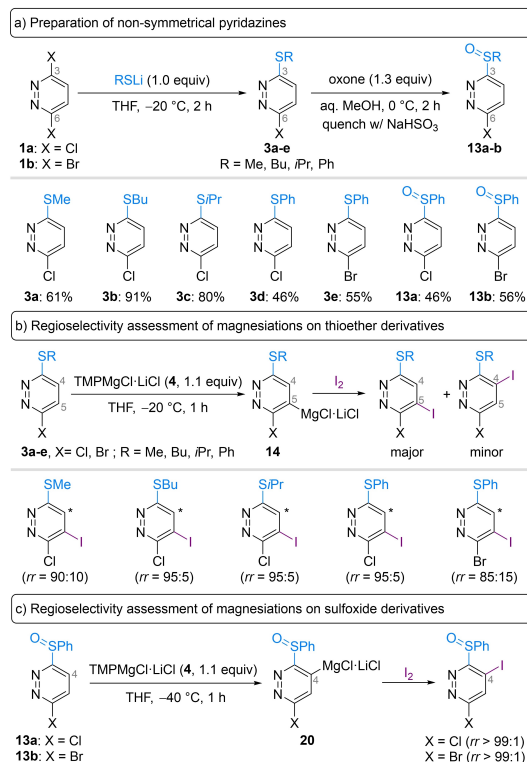 a) Preparation of non-symmetrical pyridazines
X
3
N
N
6
X
1a: X = Cl
1b: X = Br
RSLi (1.0 equiv)
THF, −20 °C, 2 h
SR
3
N
N
6
X
3a-e
R = Me, Bu, iPr, Ph
oxone (1.3 equiv)
aq. MeOH, 0 °C, 2 h
quench w/ NaHSO3
O
SR
3
N
N
6
X
13a-b
SMe
N
N
Cl
3a: 61%
SBu
N
N
Cl
3b: 91%
SiPr
N
N
Cl
3c: 80%
SPh
N
N
Cl
3d: 46%
SPh
N
N
Br
3e: 55%
O
SPh
N
N
Cl
13a: 46%
O
SPh
N
N
Br
13b: 56%
b) Regioselectivity assessment of magnesiations on thioether derivatives
SR
4
N
N
5
X
3a-e, X= Cl, Br ; R = Me, Bu, iPr, Ph
TMPMgCl·LiCl (4, 1.1 equiv)
THF, −20 °C, 1 h
SR
4
N
N
5
MgCl·LiCl
X
14
I2
SR
4
N
N
5
I
X
major
+
SR
4
I
N
N
5
X
minor
SMe
*
N
N
I
Cl
(rr = 90:10)
SBu
*
N
N
I
Cl
(rr = 95:5)
SiPr
*
N
N
I
Cl
(rr = 95:5)
SPh
*
N
N
I
Cl
(rr = 95:5)
SPh
*
N
N
I
Br
(rr = 85:15)
c) Regioselectivity assessment of magnesiations on sulfoxide derivatives
O
SPh
4
N
N
X
13a: X = Cl
13b: X = Br
TMPMgCl·LiCl (4, 1.1 equiv)
THF, −40 °C, 1 h
O
SPh
MgCl·LiCl
4
N
N
X
20
I2
O
SPh
I
4
N
N
X
X = Cl (rr > 99:1)
X = Br (rr > 99:1)